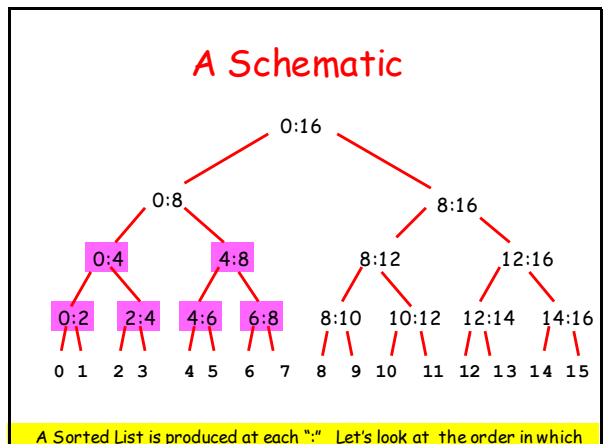 A Schematic
0:16
0:8 8:16
0:4 4:8 8:12 12:16
0:2 2:4 4:6 6:8 8:10 10:12 12:14 14:16
0 1 2 3 4 5 6 7 8 9 10 11 12 13 14 15
A Sorted List is produced at each “:” Let’s look at the order in which